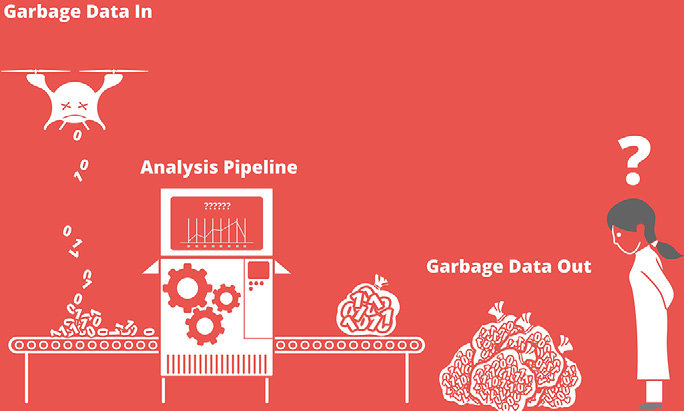 Garbage Data In
Analysis Pipeline
??????
?
Garbage Data Out